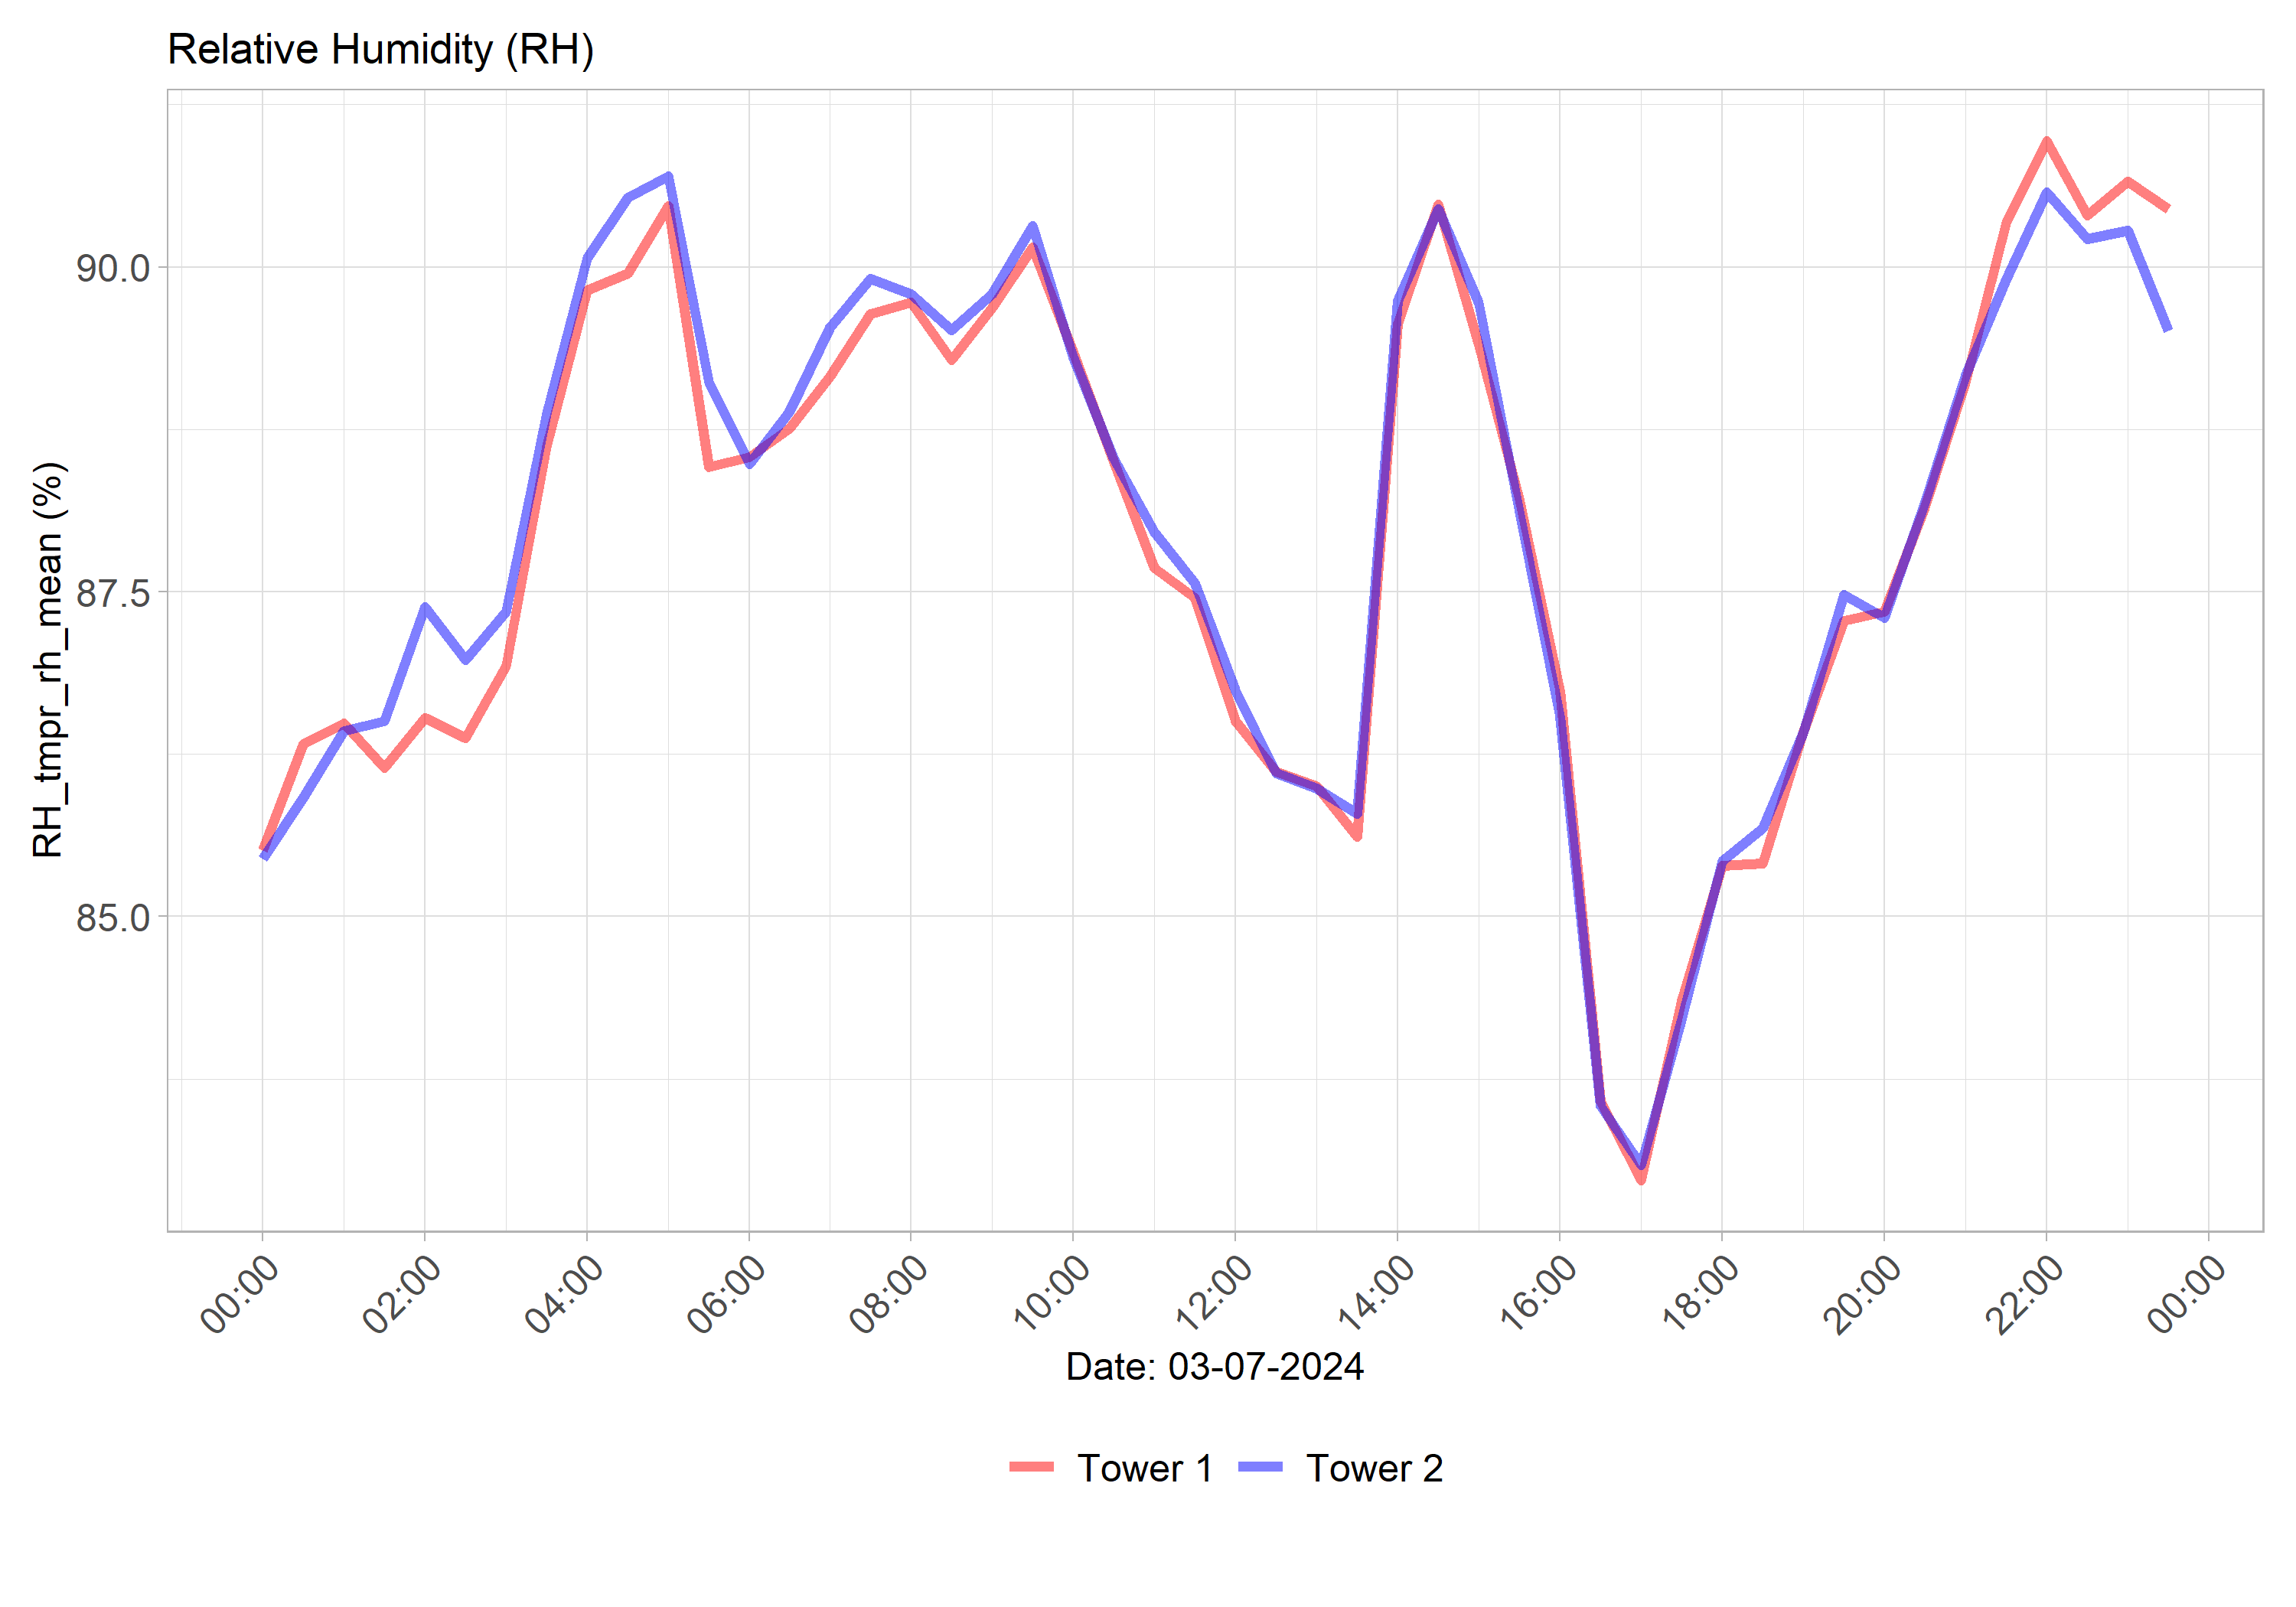 Relative Humidity (RH)
RH_tmpr_rh_mean (%)
90.0
87.5
85.0
00:00 02:00 04:00 06:00 08:00 10:00 12:00 14:00 16:00 18:00 20:00 22:00 00:00
Date: 03-07-2024
Tower 1 Tower 2